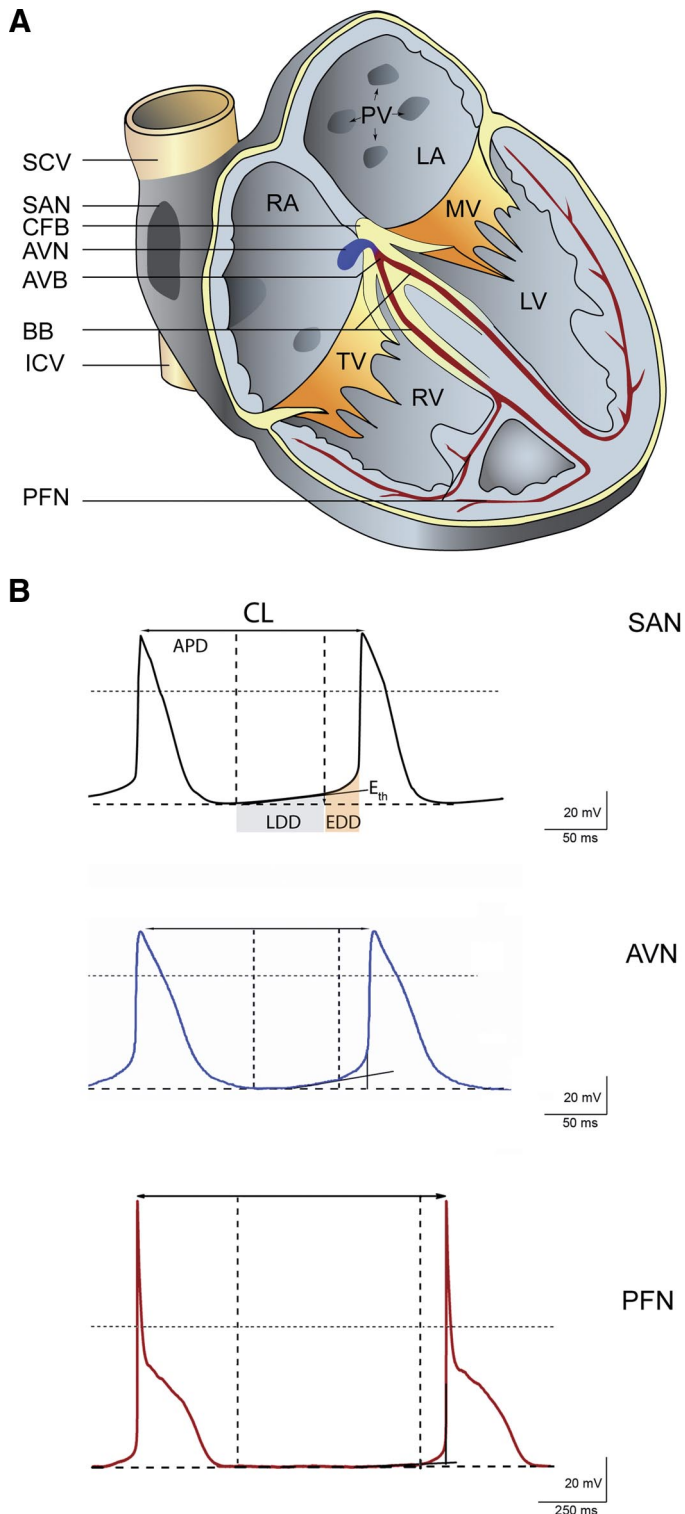 A
PV
LA
SCV
SAN
RA
MV
CFB
AVN
AVB
LV
BB
TV
ICV
RV
PFN
B
CL
SAN
APD
Eth
LDD EDD
20 mV
50 ms
AVN
20 mV
50 ms
PFN
20 mV
250 ms